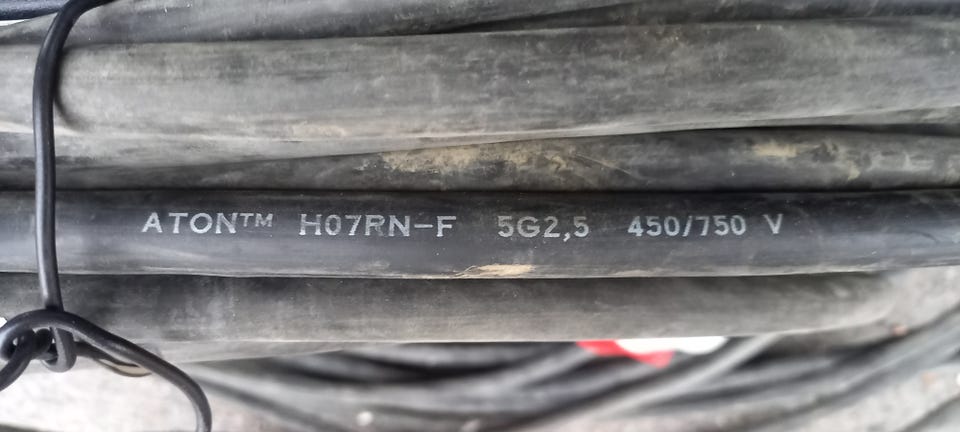 ATON™ H07RN-F 5G2,5 450/750 V